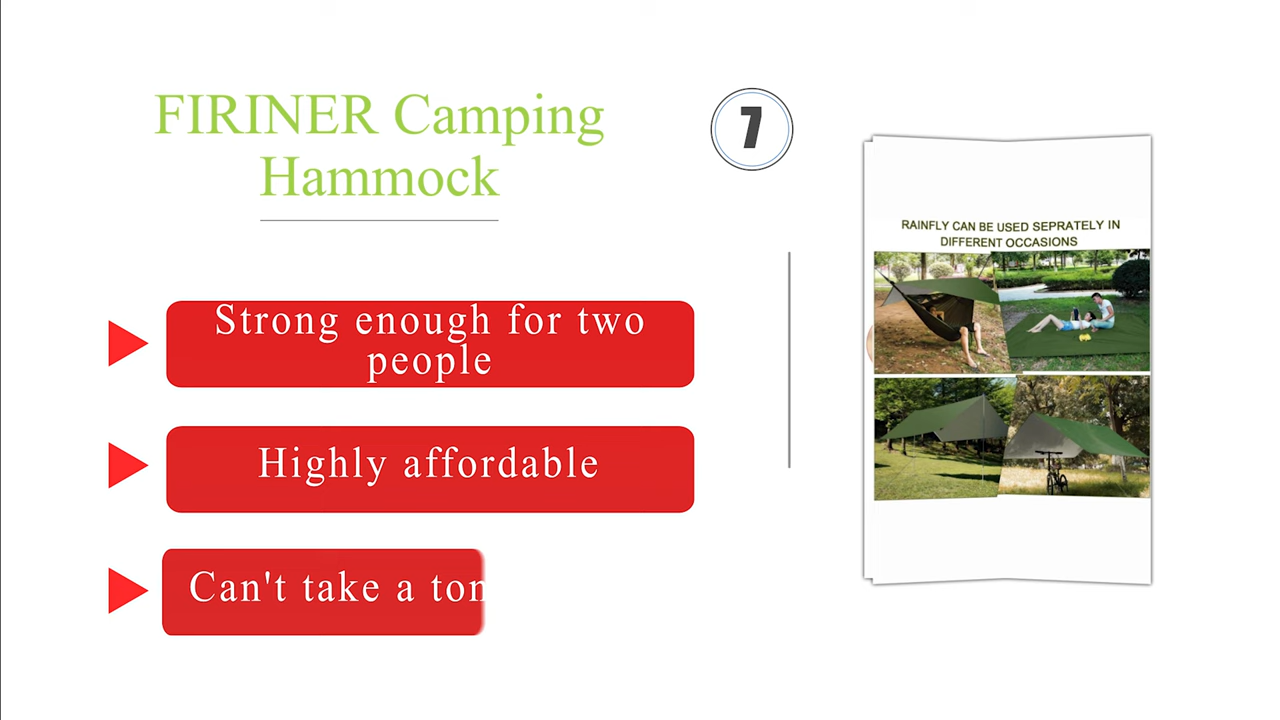 FIRINER Camping
Hammock
7
Strong enough for two
people
Highly affordable
Can't take a
RAINFLY CAN BE USED SEPRATELY IN
DIFFERENT OCCASIONS